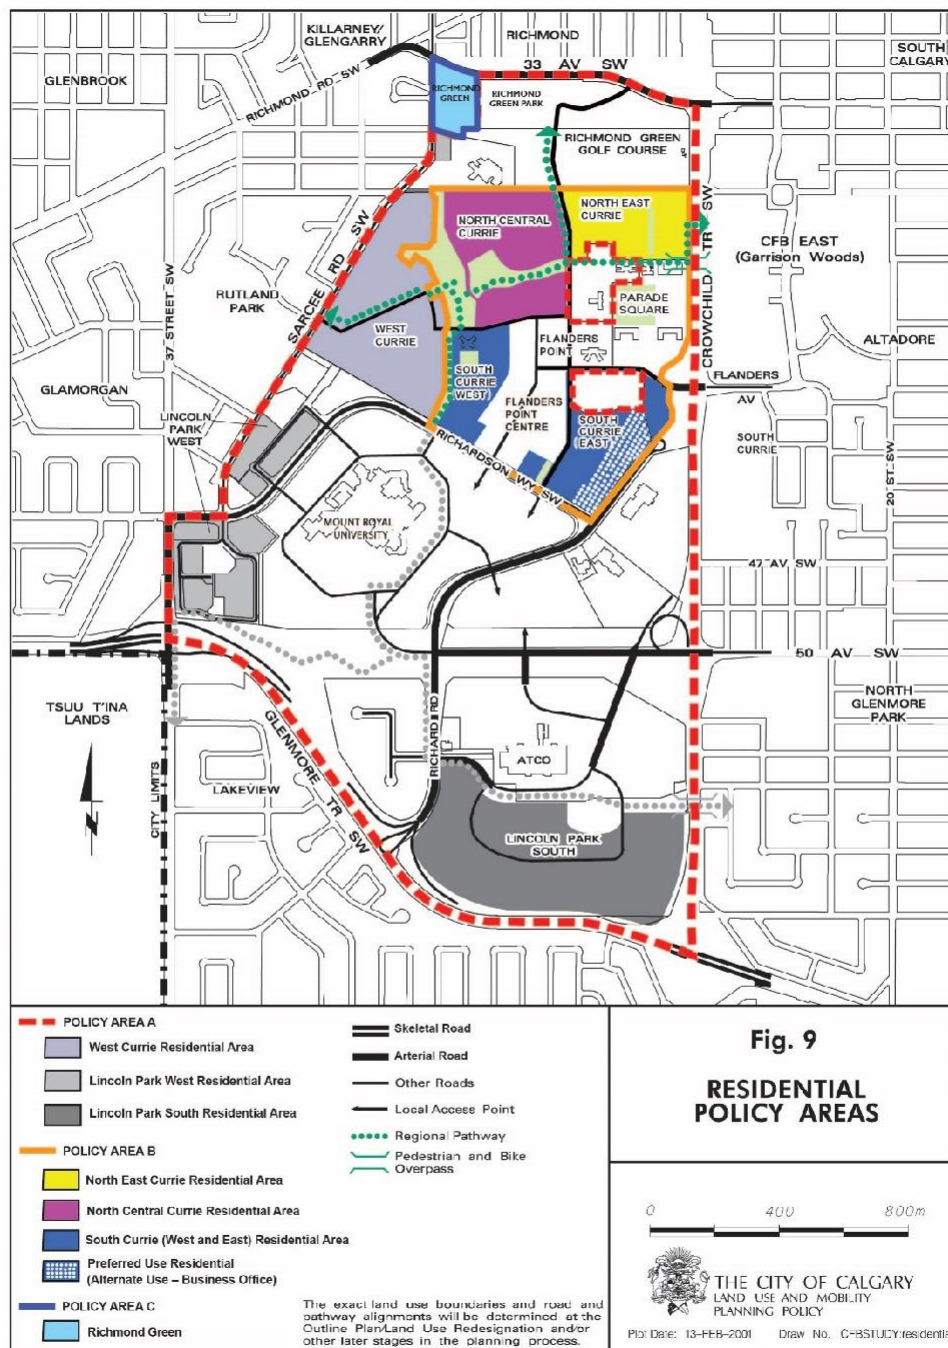 KILLARNEY/
GLENGARRY
RICHMOND
SOUTH
CALGARY
GLENBROOK
RICHMOND RD SW
33 AV SW
RICHMOND
GREEN
RICHMOND
GREEN PARK
RICHMOND GREEN
GOLF COURSE
SARCEE RD SW
37 STREET SW
NORTH CENTRAL
CURRIE
NORTH EAST
CURRIE
CROWCHILD TR SW
CFB EAST
(Garrison Woods)
RUTLAND
PARK
WEST
CURRIE
PARADE
SQUARE
FLANDERS
POINT
ALTADORE
GLAMORGAN
SOUTH
CURRIE
WEST
FLANDERS
AV
LINCOLN
PARK
WEST
FLANDERS
POINT
CENTRE
SOUTH
CURRIE
EAST
SOUTH
CURRIE
RICHARDSON WY SW
20 ST SW
MOUNT ROYAL
UNIVERSITY
47 AV SW
50 AV SW
TSUU T'INA
LANDS
NORTH
GLENMORE
PARK
RICHARD RD
GLENMORE TR SW
ATCO
LAKEVIEW
CITY LIMITS
LINCOLN PARK
SOUTH
POLICY AREA A
West Currie Residential Area
Lincoln Park West Residential Area
Lincoln Park South Residential Area
POLICY AREA B
North East Currie Residential Area
North Central Currie Residential Area
South Currie (West and East) Residential Area
Preferred Use Residential
(Alternate Use – Business Office)
POLICY AREA C
Richmond Green
Skeletal Road
Arterial Road
Other Roads
Local Access Point
Regional Pathway
Pedestrian and Bike
Overpass
The exact land use boundaries and road and
pathway alignments will be determined at the
Outline Plan/Land Use Redesignation and/or
other later stages in the planning process.
Fig. 9
RESIDENTIAL
POLICY AREAS
0 400 800m
THE CITY OF CALGARY
LAND USE AND MOBILITY
PLANNING POLICY
Plot Date: 13-FEB-2001 Draw No. CFBSTUDY:residentia